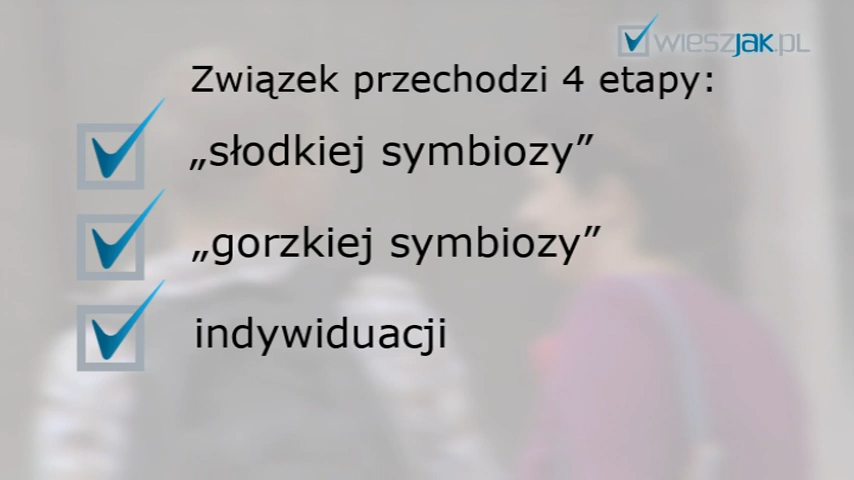 wieszjak.pl
Związek przechodzi 4 etapy:
„słodkiej symbiozy”
„gorzkiej symbiozy”
indywiduacji